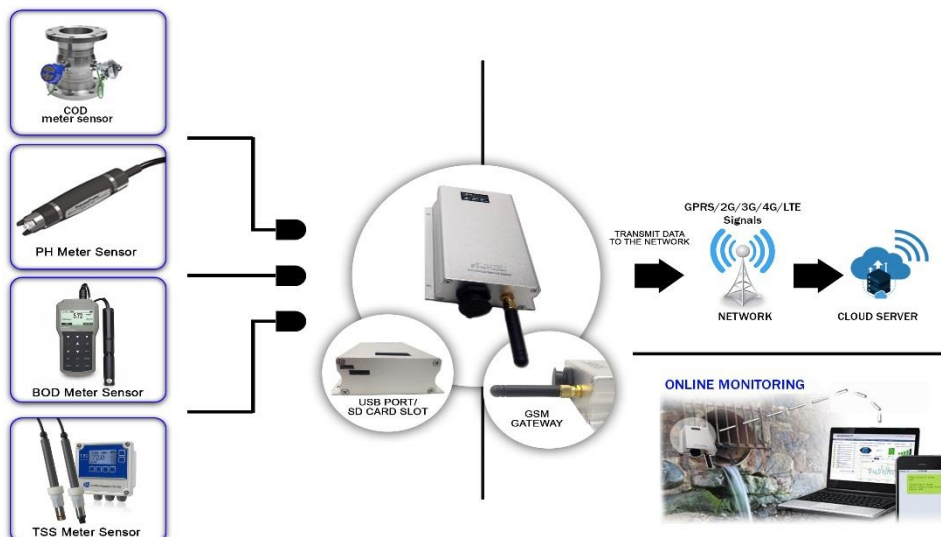 COD
meter sensor
PH Meter Sensor
BOD Meter Sensor
TSS Meter Sensor
USB PORT/
SD CARD SLOT
GSM
GATEWAY
TRANSMIT DATA
TO THE NETWORK
GPRS/2G/3G/4G/LTE
Signals
NETWORK
CLOUD SERVER
ONLINE MONITORING